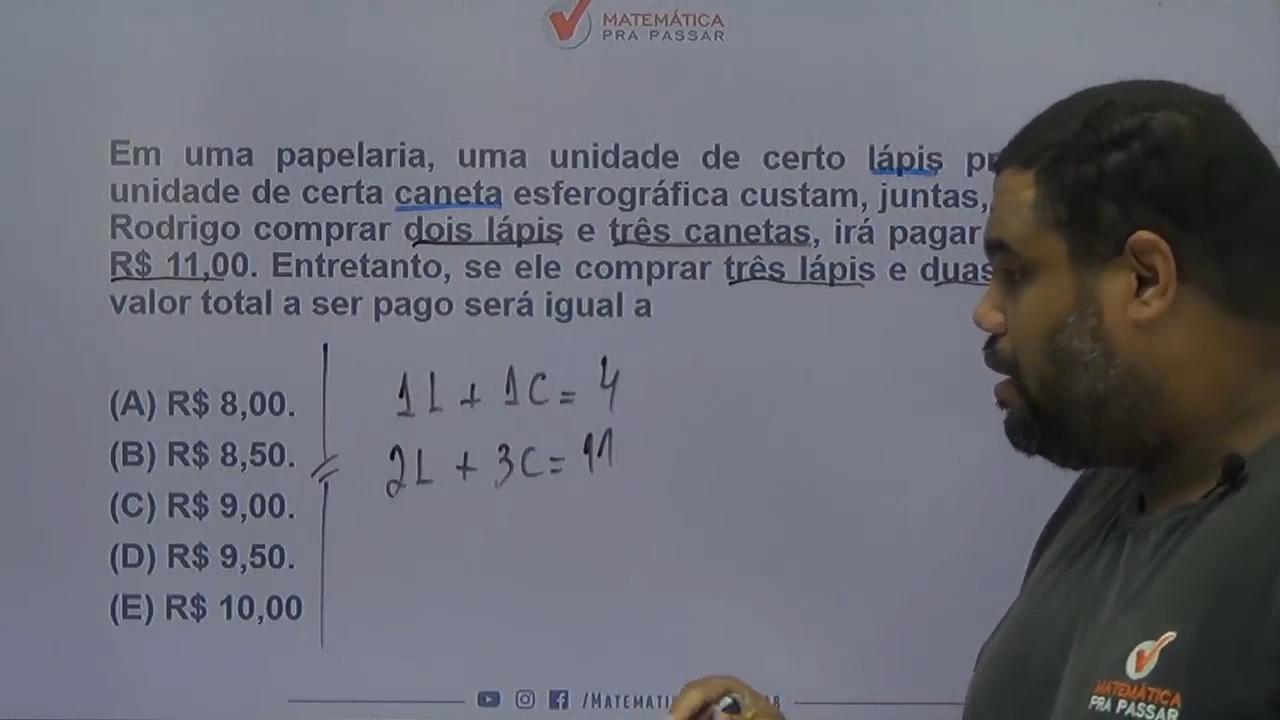 MATEMÁTICA
PRA PASSAR
Em uma papelaria, uma unidade de certo lápis
unidade de certa caneta esferográfica custam, juntas,
Rodrigo comprar dois lápis e três canetas, irá pagar
R$ 11,00. Entretanto, se ele comprar três lápis e duas
valor total a ser pago será igual a
(A) R$ 8,00.
(B) R$ 8,50.
(C) R$ 9,00.
(D) R$ 9,50.
(E) R$ 10,00
1L + 1C = 4
2L + 3C = 11
MATEMÁTICA
PRA PASSAR